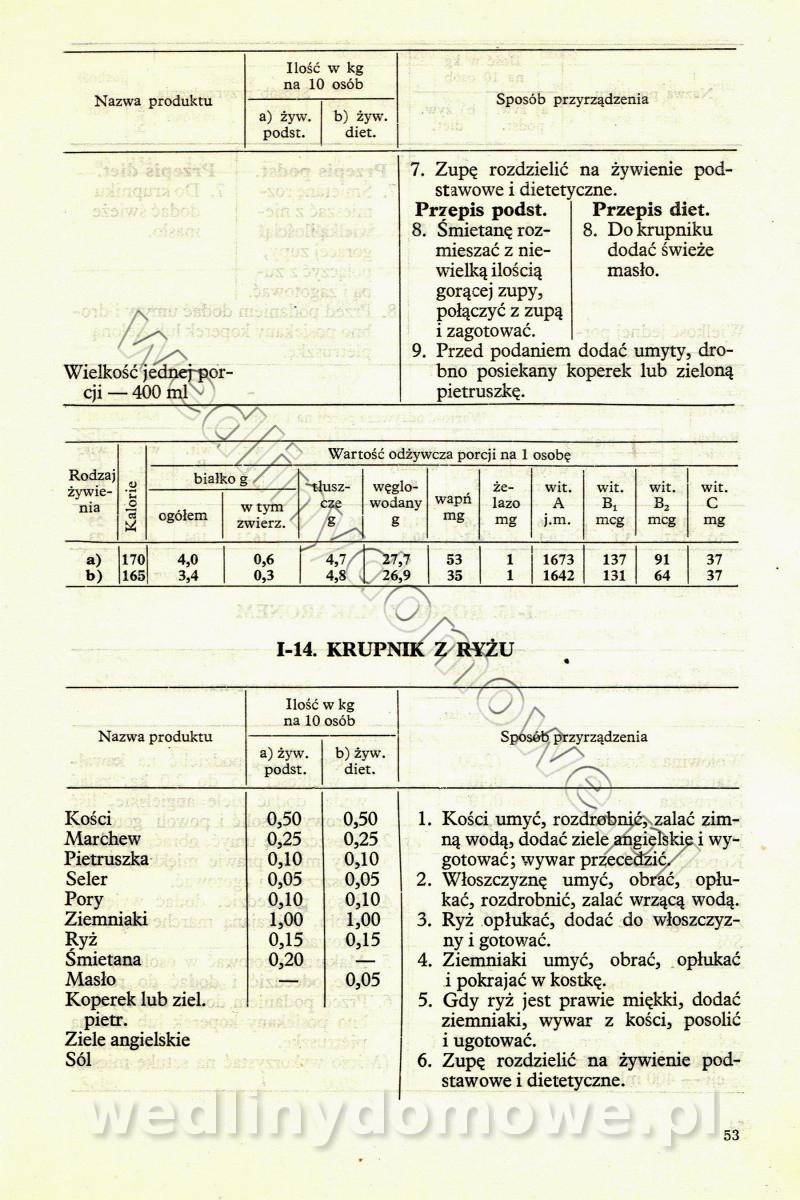 Nazwa produktu
Ilość w kg
na 10 osób
a) żyw.
podst.
b) żyw.
diet.
Sposób przyrządzenia
7. Zupę rozdzielić na żywienie pod-
stawowe i dietetyczne.
Przepis podst.
8. Śmietanę roz-
mieszać z nie-
wielką ilością
gorącej zupy,
połączyć z zupą
i zagotować.
Przepis diet.
8. Do krupniku
dodać świeże
masło.
9. Przed podaniem dodać umyty, dro-
bno posiekany koperek lub zieloną
pietruszkę.
Wielkość jednej por-
cji — 400 ml
Rodzaj
żywie-
nia
Kalorie
Wartość odżywcza porcji na 1 osobę
białko g
ogółem
w tym
zwierz.
tłusz-
cze
g
węglo-
wodany
g
wapń
mg
że-
lazo
mg
wit.
A
j.m.
wit.
B₁
mcg
wit.
B₂
mcg
wit.
C
mg
a) 170 4,0 0,6 4,7 27,7 53 1 1673 137 91 37
b) 165 3,4 0,3 4,8 26,9 35 1 1642 131 64 37
I-14. KRUPNIK Z RYŻU
Nazwa produktu
Ilość w kg
na 10 osób
a) żyw.
podst.
b) żyw.
diet.
Sposób przyrządzenia
Kości 0,50 0,50
Marchew 0,25 0,25
Pietruszka 0,10 0,10
Seler 0,05 0,05
Pory 0,10 0,10
Ziemniaki 1,00 1,00
Ryż 0,15 0,15
Śmietana 0,20 —
Masło — 0,05
Koperek lub ziel.
pietr.
Ziele angielskie
Sól
1. Kości umyć, rozdrobnić, zalać zim-
ną wodą, dodać ziele angielskie i wy-
gotować; wywar przecedzić.
2. Włoszczyznę umyć, obrać, opłu-
kać, rozdrobnić, zalać wrzącą wodą.
3. Ryż opłukać, dodać do włoszczyz-
ny i gotować.
4. Ziemniaki umyć, obrać, opłukać
i pokrajać w kostkę.
5. Gdy ryż jest prawie miękki, dodać
ziemniaki, wywar z kości, posolić
i ugotować.
6. Zupę rozdzielić na żywienie pod-
stawowe i dietetyczne.
wedlinydomowe.pl
wedlinydomowe.pl
53